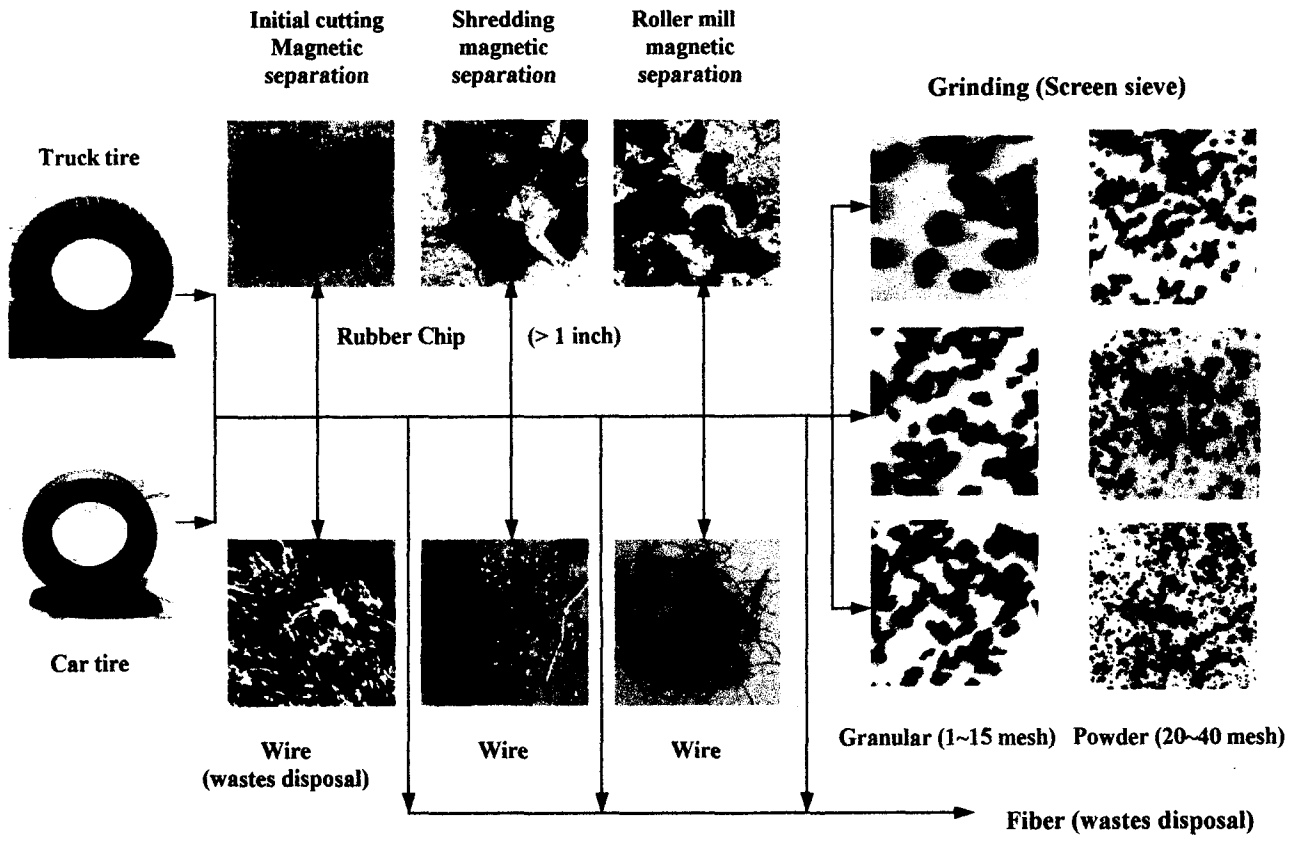 Initial cutting
Magnetic
separation
Shredding
magnetic
separation
Roller mill
magnetic
separation
Grinding (Screen sieve)
Truck tire
Rubber Chip
(> 1 inch)
Car tire
Wire
(wastes disposal)
Wire
Wire
Granular (1~15 mesh)
Powder (20~40 mesh)
Fiber (wastes disposal)